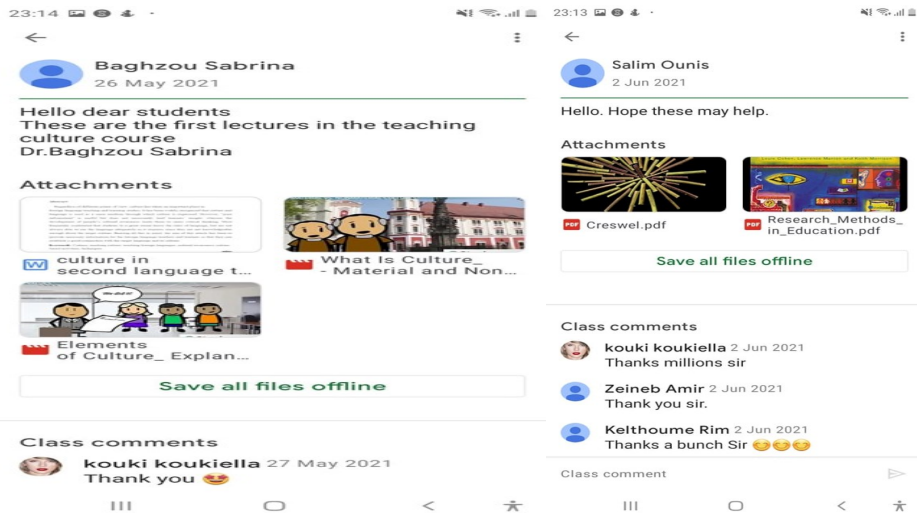 23:14
Baghzou Sabrina
26 May 2021
Hello dear students
These are the first lectures in the teaching
culture course
Dr.Baghzou Sabrina
Attachments
culture in
second language t...
What Is Culture_
- Material and Non...
Elements
of Culture_ Explan...
Save all files offline
Class comments
kouki koukiella 27 May 2021
Thank you 😍
23:13
Salim Ounis
2 Jun 2021
Hello. Hope these may help.
Attachments
PDF Creswel.pdf
PDF Research_Methods_
in_Education.pdf
Save all files offline
Class comments
kouki koukiella 2 Jun 2021
Thanks millions sir
Zeineb Amir 2 Jun 2021
Thank you sir.
Kelthoume Rim 2 Jun 2021
Thanks a bunch Sir 😊😊😊
Class comment